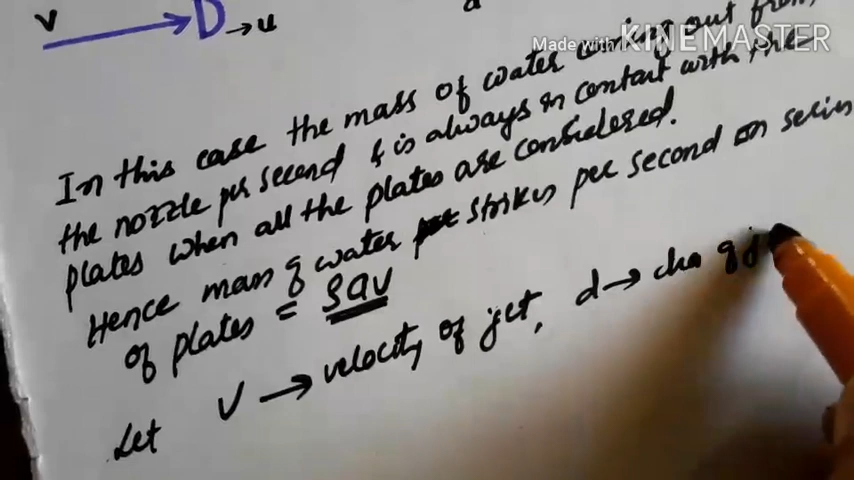 V
D → u
a
Made with KINEMASTER
In this case the mass of water coming out from,
the nozzle per second & is always in contact with the
plates when all the plates are considered.
Hence mass of water strikes per second on series
of plates = ρav
Let V → velocity of jet, d → dia of j